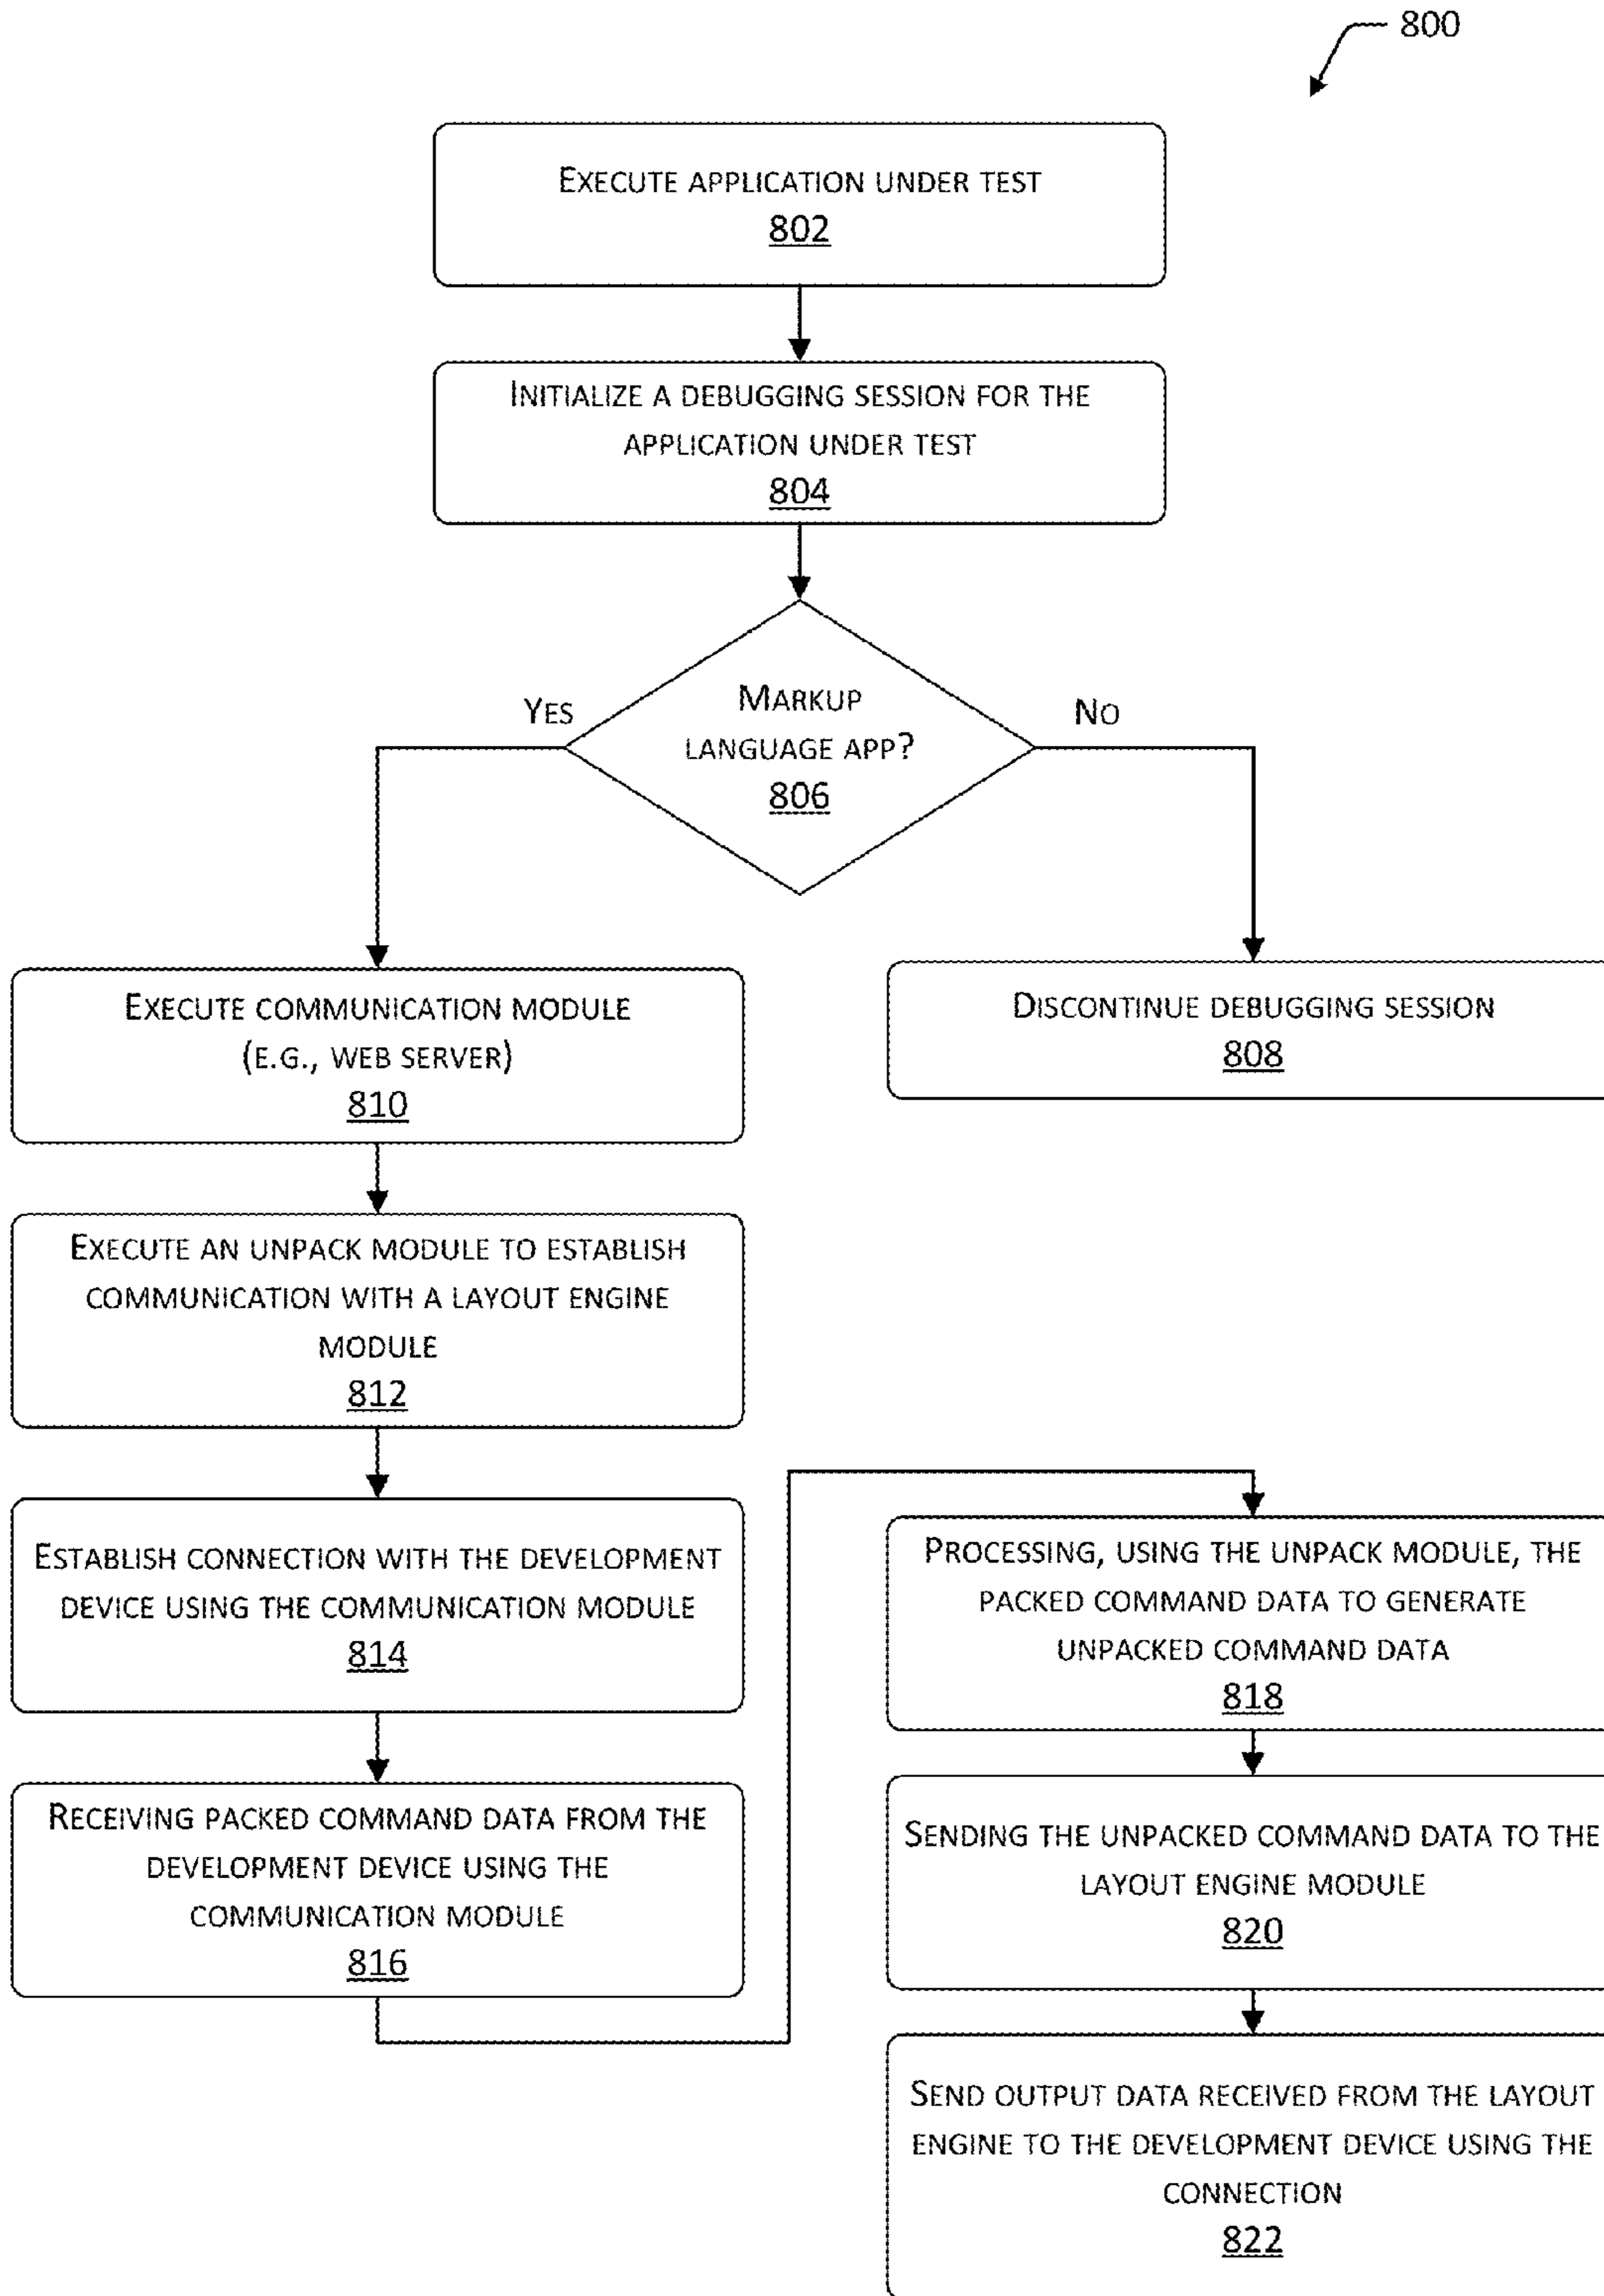 800
EXECUTE APPLICATION UNDER TEST
802
INITIALIZE A DEBUGGING SESSION FOR THE
APPLICATION UNDER TEST
804
MARKUP
LANGUAGE APP?
806
YES
NO
EXECUTE COMMUNICATION MODULE
(E.G., WEB SERVER)
810
DISCONTINUE DEBUGGING SESSION
808
EXECUTE AN UNPACK MODULE TO ESTABLISH
COMMUNICATION WITH A LAYOUT ENGINE
MODULE
812
ESTABLISH CONNECTION WITH THE DEVELOPMENT
DEVICE USING THE COMMUNICATION MODULE
814
RECEIVING PACKED COMMAND DATA FROM THE
DEVELOPMENT DEVICE USING THE
COMMUNICATION MODULE
816
PROCESSING, USING THE UNPACK MODULE, THE
PACKED COMMAND DATA TO GENERATE
UNPACKED COMMAND DATA
818
SENDING THE UNPACKED COMMAND DATA TO THE
LAYOUT ENGINE MODULE
820
SEND OUTPUT DATA RECEIVED FROM THE LAYOUT
ENGINE TO THE DEVELOPMENT DEVICE USING THE
CONNECTION
822